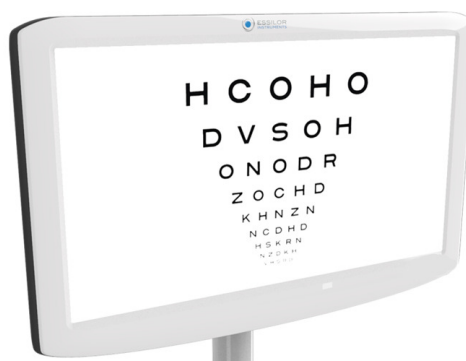 ESSILOR
H C O H O
D V S O H
O N O D R
Z O C H D
K H N Z N
N C D H D
H S K R N
N Z D K H